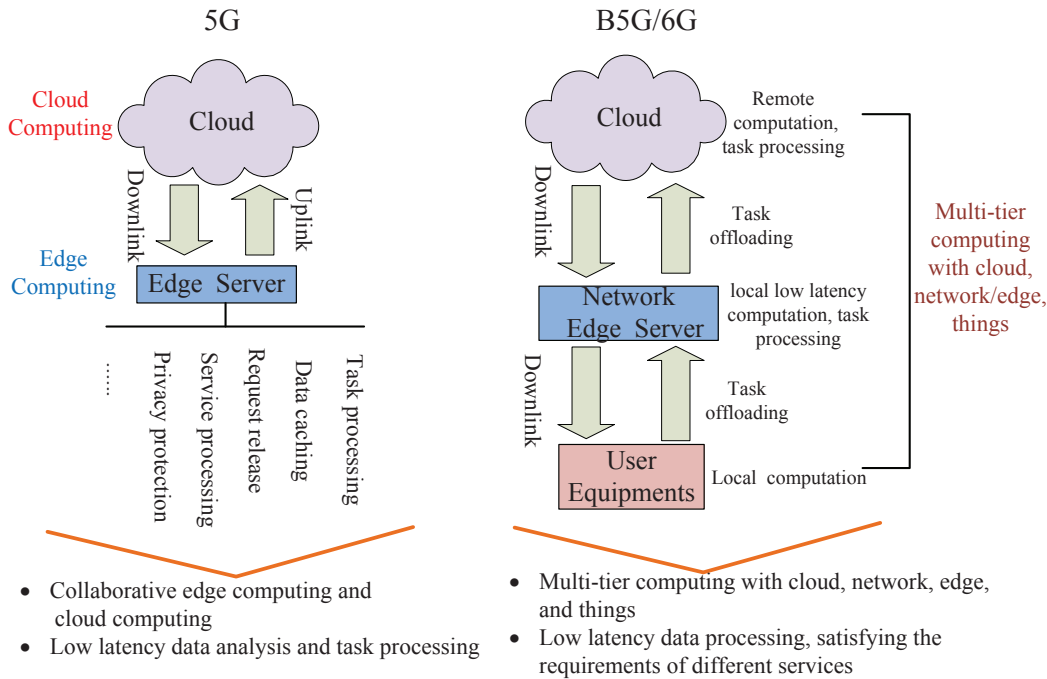 5G
Cloud
Computing
Cloud
Downlink
Uplink
Edge
Computing
Edge Server
......
Privacy protection
Service processing
Request release
Data caching
Task processing
• Collaborative edge computing and
cloud computing
• Low latency data analysis and task processing
B5G/6G
Cloud
Remote
computation,
task processing
Downlink
Task
offloading
Network
Edge Server
local low latency
computation, task
processing
Downlink
Task
offloading
User
Equipments
Local computation
Multi-tier
computing
with cloud,
network/edge,
things
• Multi-tier computing with cloud, network, edge,
and things
• Low latency data processing, satisfying the
requirements of different services